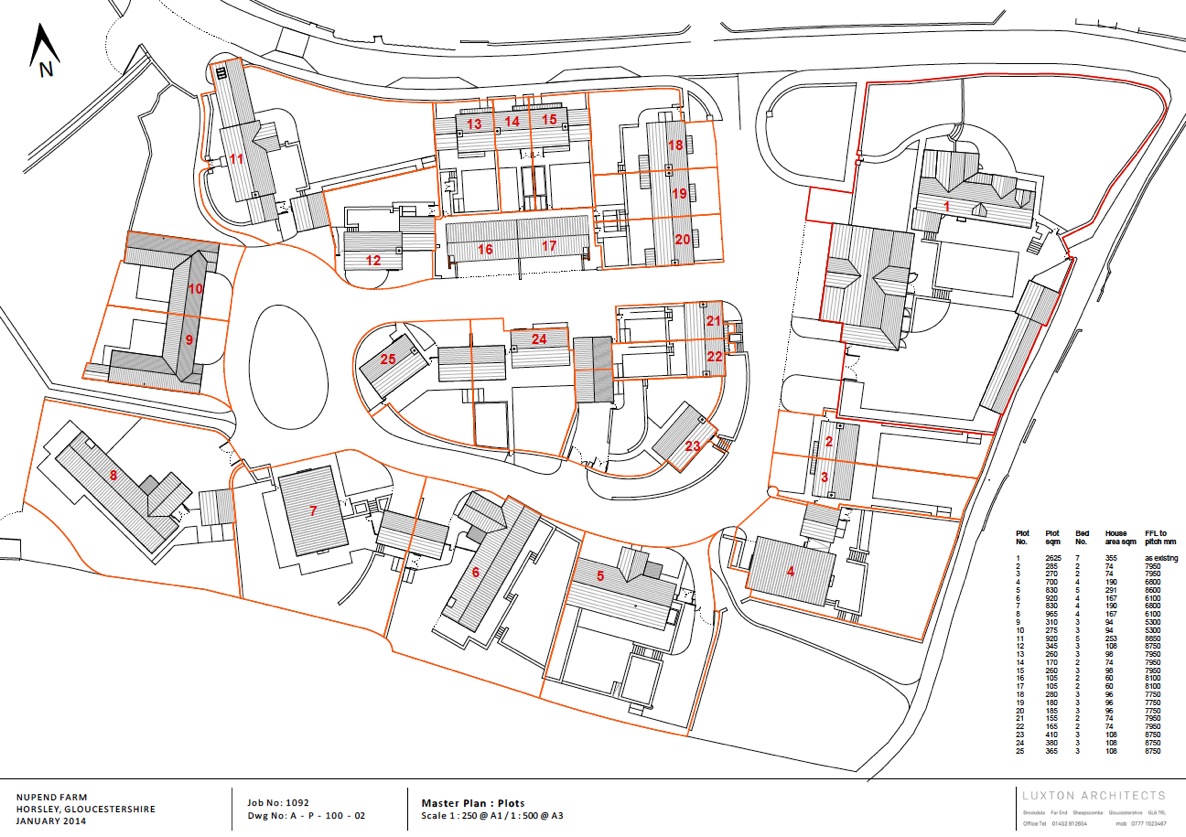 N
13
14
15
11
18
1
19
16
17
20
12
10
21
9
24
22
25
2
23
8
3
7
6
5
4
Plot Plot Bed House FFL to
No. sqm No. area sqm pitch mm
1 2625 7 355 as existing
2 285 2 74 7950
3 270 2 74 7950
4 700 4 190 6800
5 830 5 291 8600
6 920 4 167 6100
7 830 4 190 6800
8 965 4 167 6100
9 310 3 94 5300
10 275 3 94 5300
11 920 5 253 8850
12 345 3 108 8750
13 260 3 98 7950
14 170 2 74 7950
15 260 3 98 7950
16 105 2 60 8100
17 105 2 60 8100
18 280 3 96 7750
19 180 3 96 7750
20 185 3 96 7750
21 155 2 74 7950
22 165 2 74 7950
23 410 3 108 8750
24 380 3 108 8750
25 365 3 108 8750
NUPEND FARM
HORSLEY, GLOUCESTERSHIRE
JANUARY 2014
Job No: 1092
Dwg No: A - P - 100 - 02
Master Plan : Plots
Scale 1 : 250 @ A1 / 1 : 500 @ A3
LUXTON ARCHITECTS
Brookdale Far End Sheepscombe Gloucestershire GL6 7RL
Office Tel 01452 812654 mob 0777 1523467